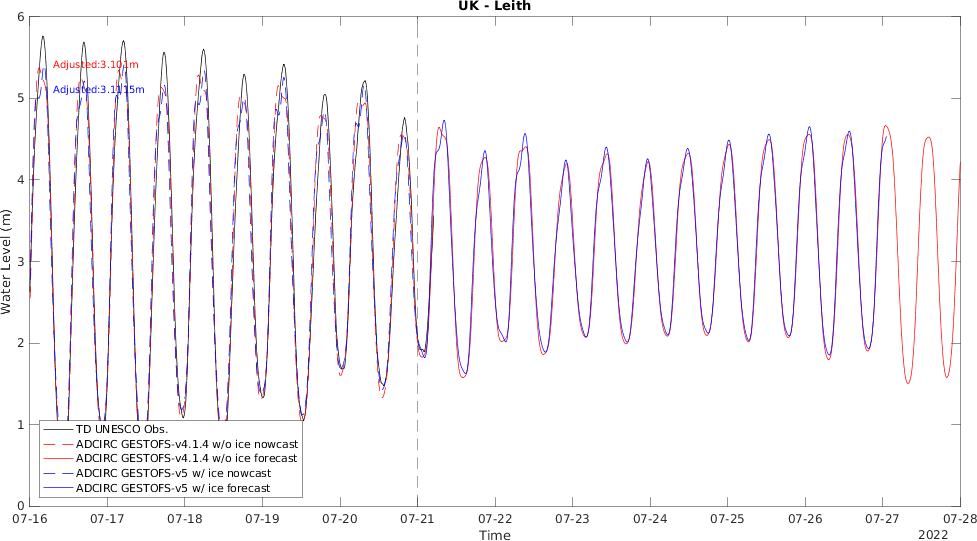 UK - Leith
6
5
4
3
2
1
0
Water Level (m)
Adjusted:3.101m
Adjusted:3.1115m
TD UNESCO Obs.
ADCIRC GESTOFS-v4.1.4 w/o ice nowcast
ADCIRC GESTOFS-v4.1.4 w/o ice forecast
ADCIRC GESTOFS-v5 w/ ice nowcast
ADCIRC GESTOFS-v5 w/ ice forecast
07-16 07-17 07-18 07-19 07-20 07-21 07-22 07-23 07-24 07-25 07-26 07-27 07-28
Time
2022